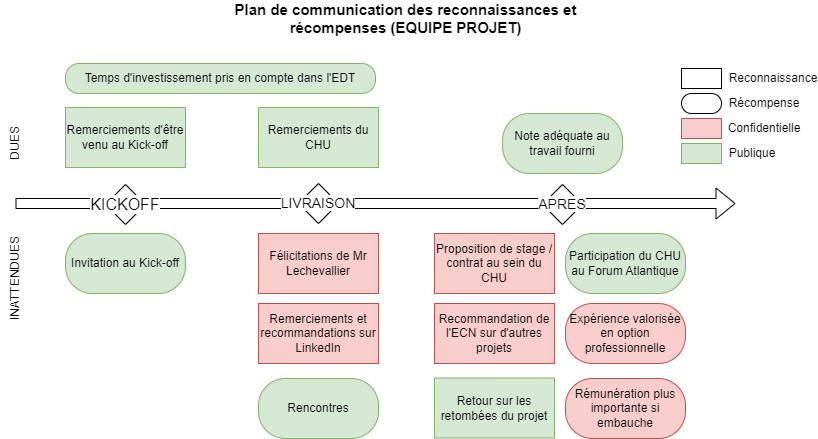 Plan de communication des reconnaissances et
récompenses (EQUIPE PROJET)
Temps d'investissement pris en compte dans l'EDT
Reconnaissance
Récompense
Confidentielle
Publique
DUES
Remerciements d'être
venu au Kick-off
Remerciements du
CHU
Note adéquate au
travail fourni
KICKOFF
LIVRAISON
APRES
INATTENDUES
Invitation au Kick-off
Félicitations de Mr
Lechevallier
Proposition de stage /
contrat au sein du
CHU
Participation du CHU
au Forum Atlantique
Remerciements et
recommandations sur
LinkedIn
Recommandation de
l'ECN sur d'autres
projets
Expérience valorisée
en option
professionnelle
Rencontres
Retour sur les
retombées du projet
Rémunération plus
importante si
embauche